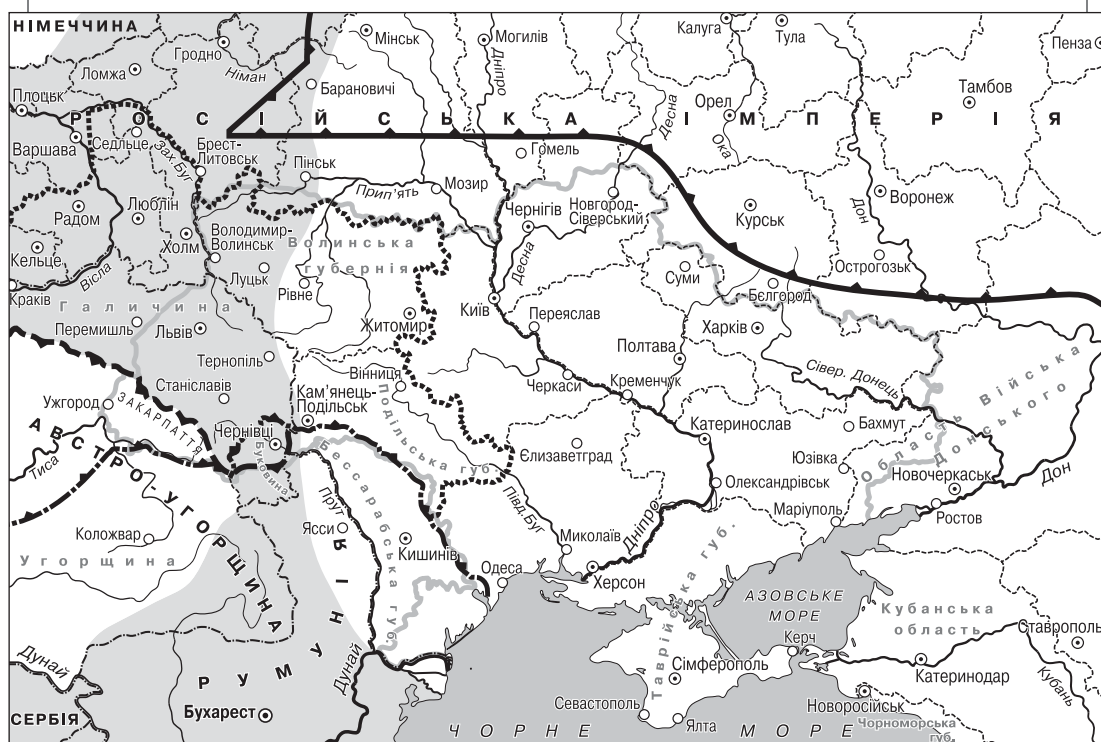 НІМЕЧЧИНА
Гродно
Німан
Мінськ
Могилів
Дніпро
Калуга
Тула
Пенза
Ломжа
Барановичі
Десна
Орел
Ока
Тамбов
Плоцьк
РОСІЙСЬКА ІМПЕРІЯ
Варшава
Седльце
Зах. Буг
Брест-
Литовськ
Гомель
Пінськ
Прип'ять
Мозир
Воронеж
Дон
Радом
Люблін
Чернігів
Новгород-
Сіверський
Курськ
Холм
Володимир-
Волинськ
Волинська
губернія
Кельце
Вісла
Луцьк
Десна
Суми
Острогозьк
Рівне
Бєлгород
Краків
Галичина
Київ
Перемишль
Львів
Житомир
Переяслав
Харків
Тернопіль
Полтава
Вінниця
Станіславів
Кам'янець-
Подільськ
Черкаси
Кременчук
Сівер. Донець
Область Війська
Донського
Ужгород
ЗАКАРПАТТЯ
Подільська губ.
АВСТРО-УГОРЩИНА
Чернівці
Буковина
Катеринослав
Бахмут
Єлизаветград
Тиса
Бессарабська губ.
Півд. Буг
Юзівка
Олександрівськ
Новочеркаськ
Дон
Прут
Маріуполь
Ростов
Ясси
Коложвар
Кишинів
Миколаїв
Дніпро
Угорщина
Одеса
Херсон
Таврійська губ.
АЗОВСЬКЕ
МОРЕ
Кубанська
область
Ставрополь
Керч
Дунай
РУМУНІЯ
Дунай
Сімферополь
Катеринодар
Кубань
СЕРБІЯ
Бухарест
Севастополь
Ялта
Новоросійськ
Чорноморська
губ.
ЧОРНЕ МОРЕ